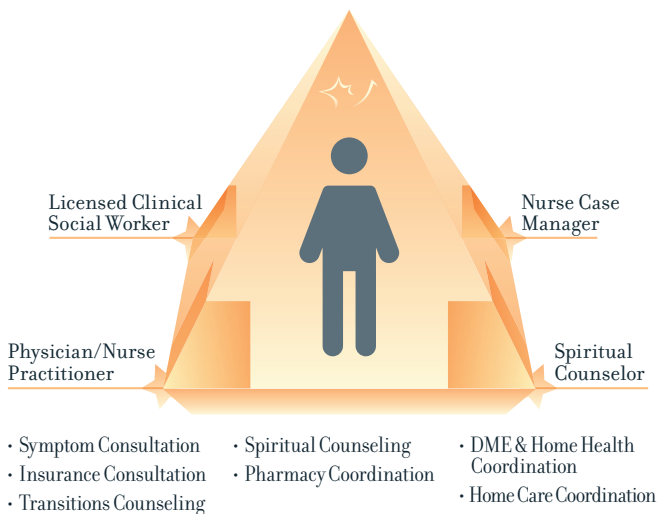 Licensed Clinical
Social Worker
Nurse Case
Manager
Physician/Nurse
Practitioner
Spiritual
Counselor
· Symptom Consultation
· Insurance Consultation
· Transitions Counseling
· Spiritual Counseling
· Pharmacy Coordination
· DME & Home Health
Coordination
· Home Care Coordination